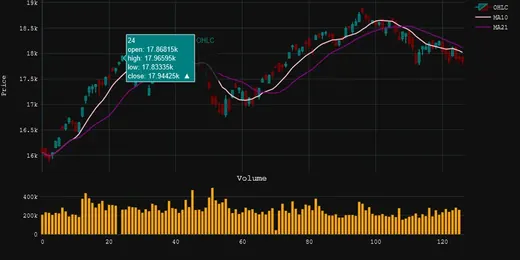 19k
OHLC
MA10
MA21
24
open: 17.86815k
high: 17.96595k
low: 17.83335k
close: 17.94425k ▲
OHLC
18.5k
18k
17.5k
17k
16.5k
16k
Price
Volume
400k
200k
0
0 20 40 60 80 100 120